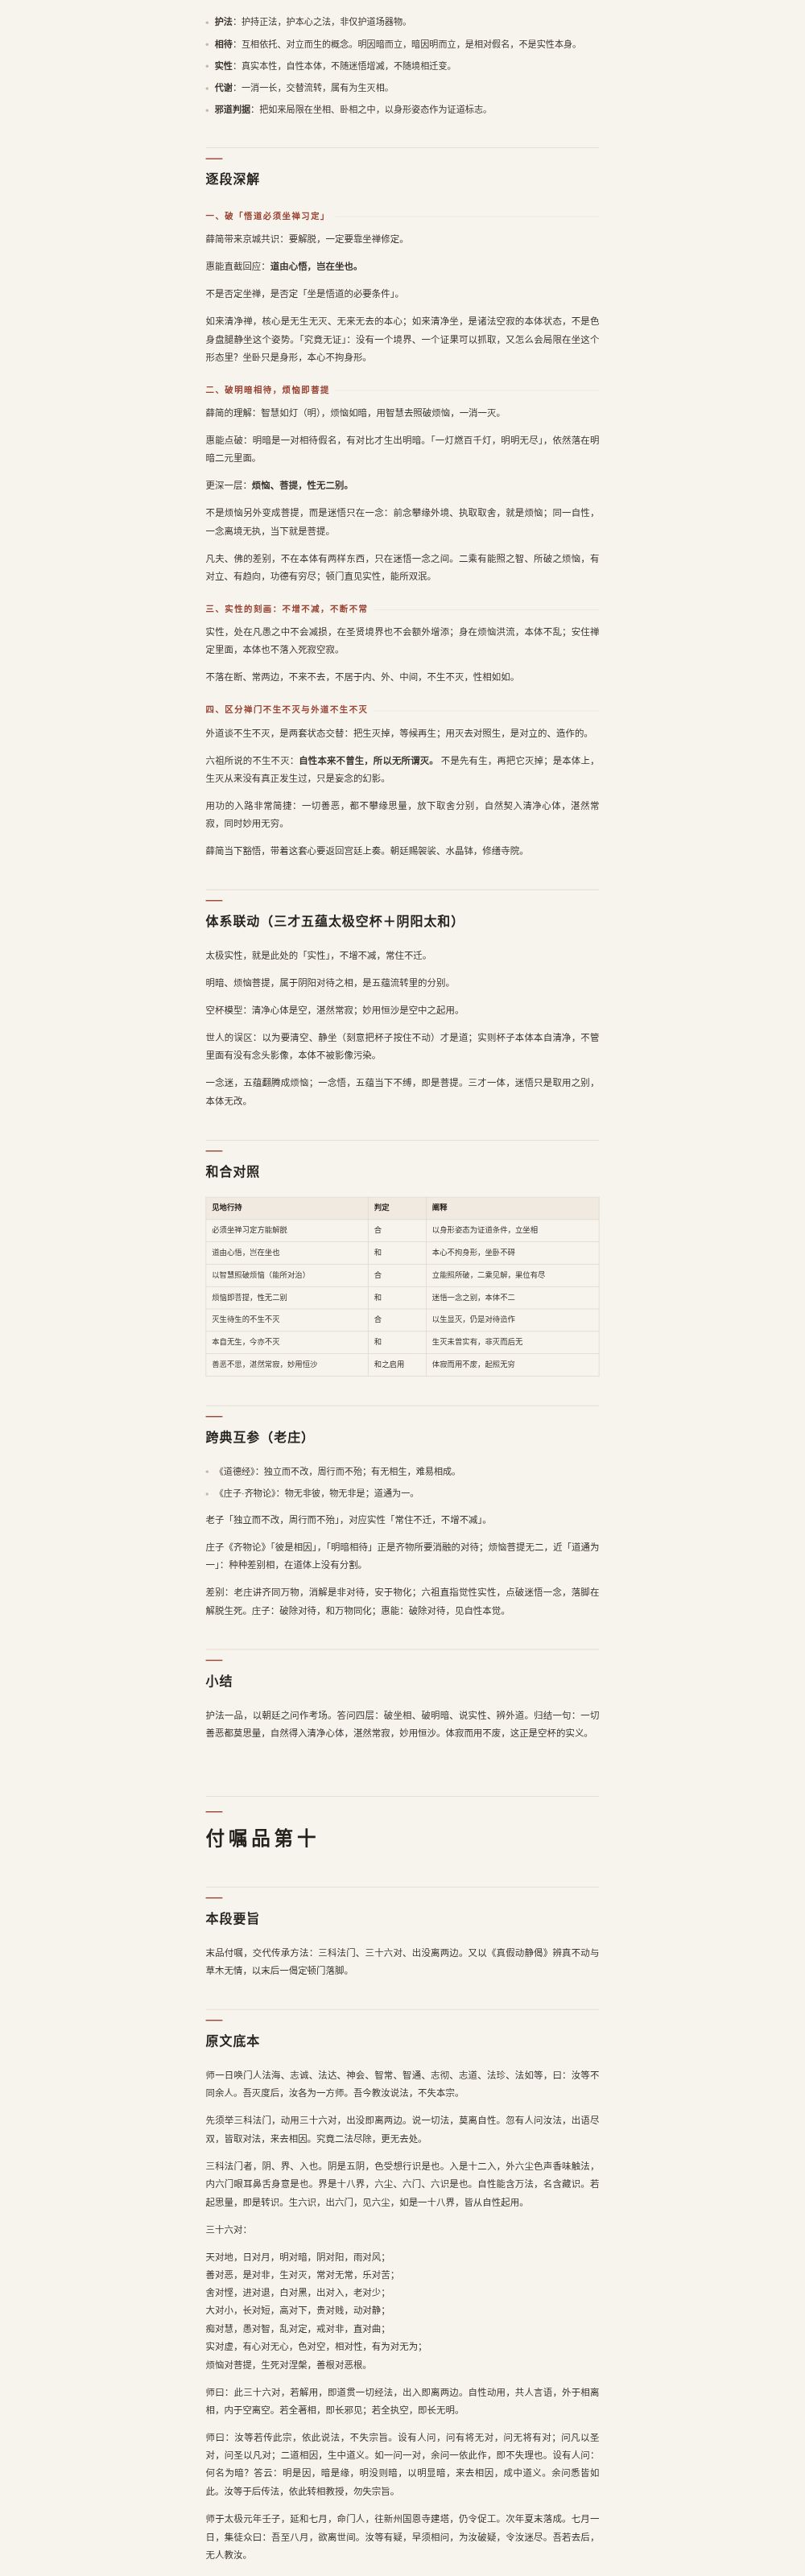 护法：护持正法，护本心之法，非仅护道场器物。
相待：互相依托、对立而生的概念。明因暗而立，暗因明而立，是相对假名，不是实性本身。
实性：真实本性，自性本体，不随迷悟增减，不随境相迁变。
代谢：一消一长，交替流转，属有为生灭相。
邪道判据：把如来局限在坐相、卧相之中，以身形姿态作为证道标志。
逐段深解
一、破「悟道必须坐禅习定」
薛简带来京城共识：要解脱，一定要靠坐禅修定。
惠能直截回应：道由心悟，岂在坐也。
不是否定坐禅，是否定「坐是悟道的必要条件」。
如来清净禅，核心是无生无灭、无来无去的本心；如来清净坐，是诸法空寂的本体状态，不是色
身盘腿静坐这个姿势。「究竟无证」：没有一个境界、一个证果可以抓取，又怎么会局限在坐这个
形态里？坐卧只是身形，本心不拘身形。
二、破明暗相待，烦恼即菩提
薛简的理解：智慧如灯（明），烦恼如暗，用智慧去照破烦恼，一消一灭。
惠能点破：明暗是一对相待假名，有对比才生出明暗。「一灯燃百千灯，明明无尽」，依然落在明
暗二元里面。
更深一层：烦恼、菩提，性无二别。
不是烦恼另外变成菩提，而是迷悟只在一念：前念攀缘外境、执取取舍，就是烦恼；同一自性，
一念离境无执，当下就是菩提。
凡夫、佛的差别，不在本体有两样东西，只在迷悟一念之间。二乘有能照之智、所破之烦恼，有
对立、有趋向，功德有穷尽；顿门直见实性，能所双泯。
三、实性的刻画：不增不减，不断不常
实性，处在凡愚之中不会减损，在圣贤境界也不会额外增添；身在烦恼洪流，本体不乱；安住禅
定里面，本体也不落入死寂空寂。
不落在断、常两边，不来不去，不居于内、外、中间，不生不灭，性相如如。
四、区分禅门不生不灭与外道不生不灭
外道谈不生不灭，是两套状态交替：把生灭掉，等候再生；用灭去对照生，是对立的、造作的。
六祖所说的不生不灭：自性本来不曾生，所以无所谓灭。 不是先有生，再把它灭掉；是本体上，
生灭从来没有真正发生过，只是妄念的幻影。
用功的入路非常简捷：一切善恶，都不攀缘思量，放下取舍分别，自然契入清净心体，湛然常
寂，同时妙用无穷。
薛简当下豁悟，带着这套心要返回宫廷上奏。朝廷赐袈裟、水晶钵，修缮寺院。
体系联动（三才五蕴太极空杯＋阴阳太和）
太极实性，就是此处的「实性」，不增不减，常住不迁。
明暗、烦恼菩提，属于阴阳对待之相，是五蕴流转里的分别。
空杯模型：清净心体是空，湛然常寂；妙用恒沙是空中之起用。
世人的误区：以为要清空、静坐（刻意把杯子按住不动）才是道；实则杯子本体本自清净，不管
里面有没有念头影像，本体不被影像污染。
一念迷，五蕴翻腾成烦恼；一念悟，五蕴当下不缚，即是菩提。三才一体，迷悟只是取用之别，
本体无改。
和合对照
见地行持 判定 阐释
必须坐禅习定方能解脱 合 以身形姿态为证道条件，立坐相
道由心悟，岂在坐也 和 本心不拘身形，坐卧不碍
以智慧照破烦恼（能所对治） 合 立能照所破，二乘见解，果位有尽
烦恼即菩提，性无二别 和 迷悟一念之别，本体不二
灭生待生的不生不灭 合 以生显灭，仍是对待造作
本自无生，今亦不灭 和 生灭未曾实有，非灭而后无
善恶不思，湛然常寂，妙用恒沙 和之启用 体寂而用不废，起照无穷
跨典互参（老庄）
《道德经》：独立而不改，周行而不殆；有无相生，难易相成。
《庄子·齐物论》：物无非彼，物无非是；道通为一。
老子「独立而不改，周行而不殆」，对应实性「常住不迁，不增不减」。
庄子《齐物论》「彼是相因」，「明暗相待」正是齐物所要消融的对待；烦恼菩提无二，近「道通为
一」：种种差别相，在道体上没有分割。
差别：老庄讲齐同万物，消解是非对待，安于物化；六祖直指觉性实性，点破迷悟一念，落脚在
解脱生死。庄子：破除对待，和万物同化；惠能：破除对待，见自性本觉。
小结
护法一品，以朝廷之问作考场。答问四层：破坐相、破明暗、说实性、辨外道。归结一句：一切
善恶都莫思量，自然得入清净心体，湛然常寂，妙用恒沙。体寂而用不废，这正是空杯的实义。
付嘱品第十
本段要旨
末品付嘱，交代传承方法：三科法门、三十六对、出没离两边。又以《真假动静偈》辨真不动与
草木无情，以末后一偈定顿门落脚。
原文底本
师一日唤门人法海、志诚、法达、神会、智常、智通、志彻、志道、法珍、法如等，曰：汝等不
同余人。吾灭度后，汝各为一方师。吾今教汝说法，不失本宗。
先须举三科法门，动用三十六对，出没即离两边。说一切法，莫离自性。忽有人问汝法，出语尽
双，皆取对法，来去相因。究竟二法尽除，更无去处。
三科法门者，阴、界、入也。阴是五阴，色受想行识是也。入是十二入，外六尘色声香味触法，
内六门眼耳鼻舌身意是也。界是十八界，六尘、六门、六识是也。自性能含万法，名含藏识。若
起思量，即是转识。生六识，出六门，见六尘，如是一十八界，皆从自性起用。
三十六对：
天对地，日对月，明对暗，阴对阳，雨对风；
善对恶，是对非，生对灭，常对无常，乐对苦；
舍对悭，进对退，白对黑，出对入，老对少；
大对小，长对短，高对下，贵对贱，动对静；
痴对慧，愚对智，乱对定，戒对非，直对曲；
实对虚，有心对无心，色对空，相对性，有为对无为；
烦恼对菩提，生死对涅槃，善根对恶根。
师曰：此三十六对，若解用，即道贯一切经法，出入即离两边。自性动用，共人言语，外于相离
相，内于空离空。若全著相，即长邪见；若全执空，即长无明。
师曰：汝等若传此宗，依此说法，不失宗旨。设有人问，问有将无对，问无将有对；问凡以圣
对，问圣以凡对；二道相因，生中道义。如一问一对，余问一依此作，即不失理也。设有人问：
何名为暗？答云：明是因，暗是缘，明没则暗，以明显暗，来去相因，成中道义。余问悉皆如
此。汝等于后传法，依此转相教授，勿失宗旨。
师于太极元年壬子，延和七月，命门人，往新州国恩寺建塔，仍令促工。次年夏末落成。七月一
日，集徒众曰：吾至八月，欲离世间。汝等有疑，早须相问，为汝破疑，令汝迷尽。吾若去后，
无人教汝。